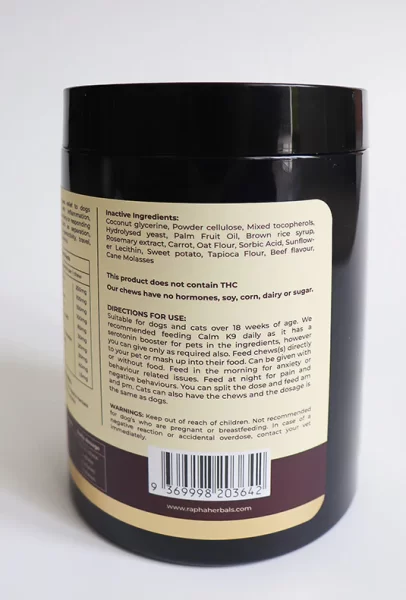 Inactive Ingredients:
Coconut glycerine, Powder cellulose, Mixed tocopherols,
Hydrolysed yeast, Palm Fruit Oil, Brown rice syrup,
Rosemary extract, Carrot, Oat Flour, Sorbic Acid, Sunflow-
er Lecithin, Sweet potato, Tapioca Flour, Beef flavour,
Cane Molasses
This product does not contain THC
Our chews have no hormones, soy, corn, dairy or sugar.
DIRECTIONS FOR USE:
Suitable for dogs and cats over 18 weeks of age. We
recommended feeding Calm K9 daily as it has a
serotonin booster for pets in the ingredients, however
you can give only as required also. Feed chews(s) directly
to your pet or mash up into their food. Can be given with
or without food. Feed in the morning for anxiety or
behaviour related issues. Feed at night for pain and
negarive behaviours. You can split the dose and feed am
and pm. Cats can also have the chews and the dosage is
the same as dogs.
WARNINGS: Keep out of reach of children. Not recommended
for dog's who are pregnant or breastfeeding. In case of a
negative reaction or accidental overdose, contact your vet
immediately.
9 369998 203642
www.raphaherbals.com